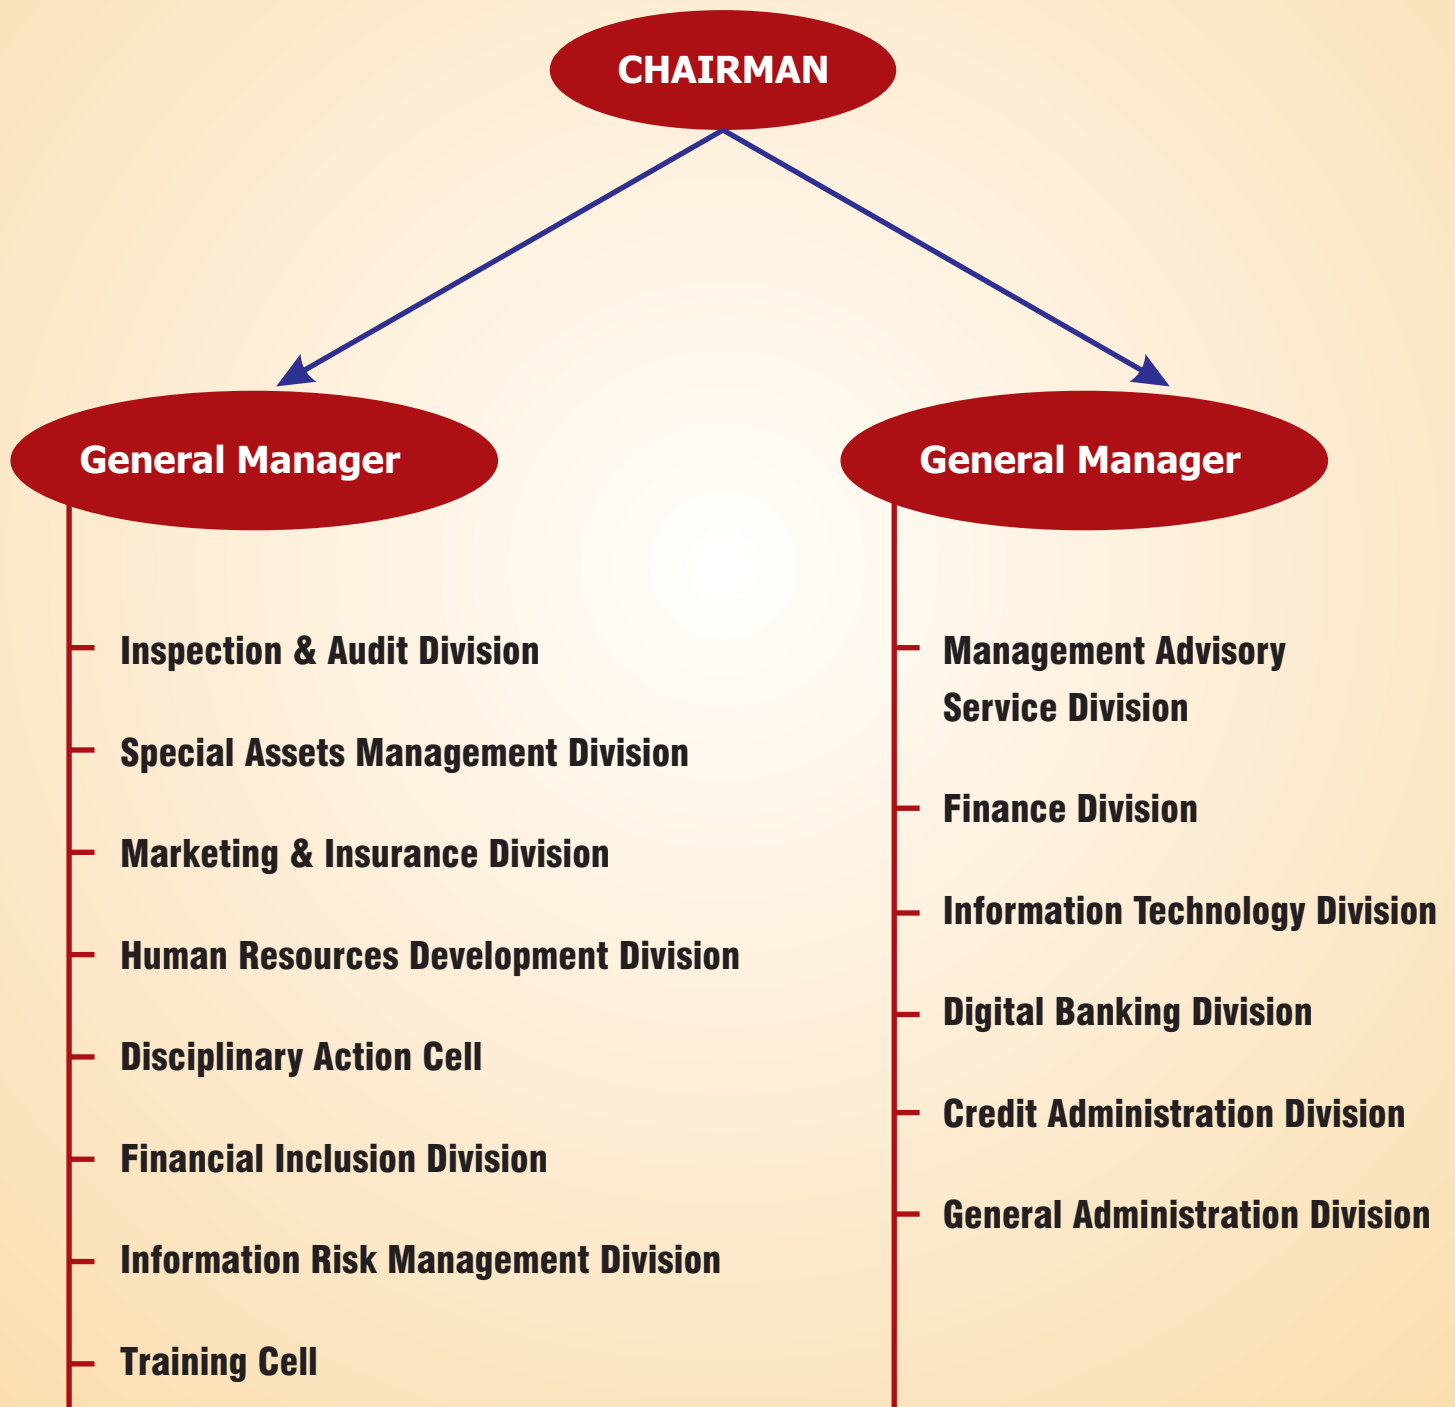 CHAIRMAN
General Manager
Inspection & Audit Division
Special Assets Management Division
Marketing & Insurance Division
Human Resources Development Division
Disciplinary Action Cell
Financial Inclusion Division
Information Risk Management Division
Training Cell
General Manager
Management Advisory
Service Division
Finance Division
Information Technology Division
Digital Banking Division
Credit Administration Division
General Administration Division